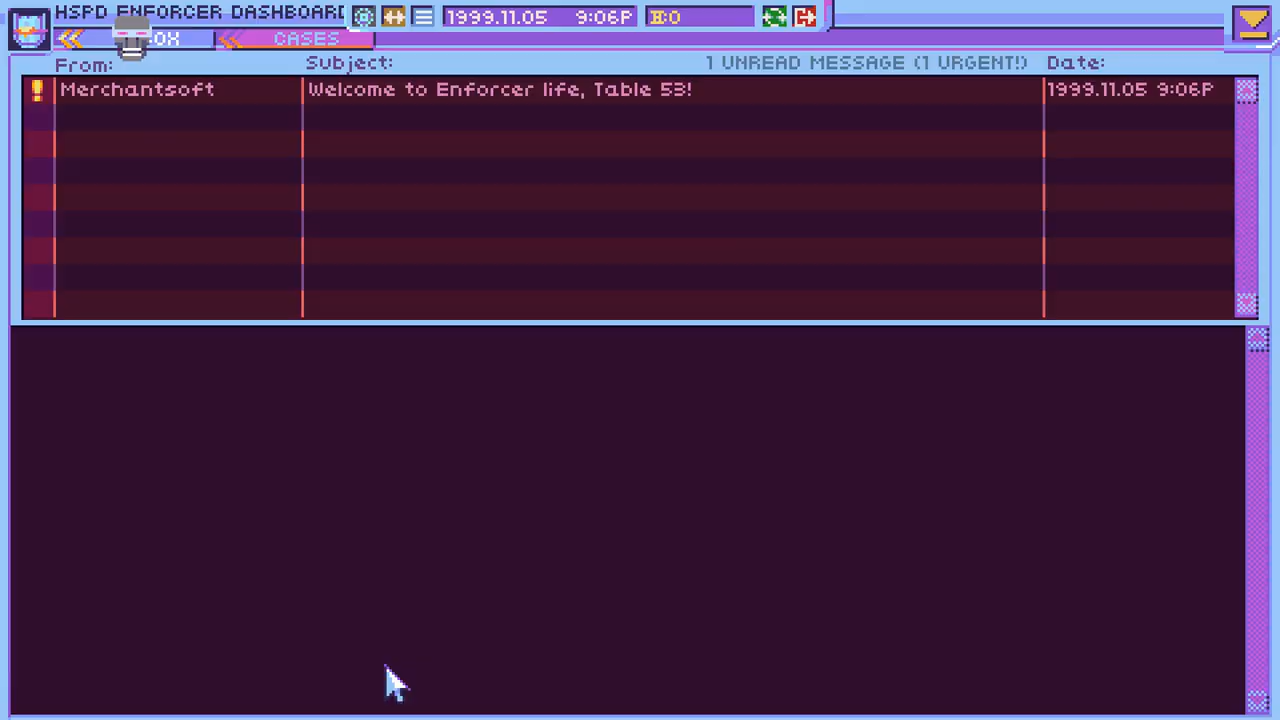 HSPD ENFORCER DASHBOARD
1999.11.05 9:06P
0
CASES
From:
Subject:
1 UNREAD MESSAGE (1 URGENT!)
Date:
Merchantsoft
Welcome to Enforcer life, Table 53!
1999.11.05 9:06P